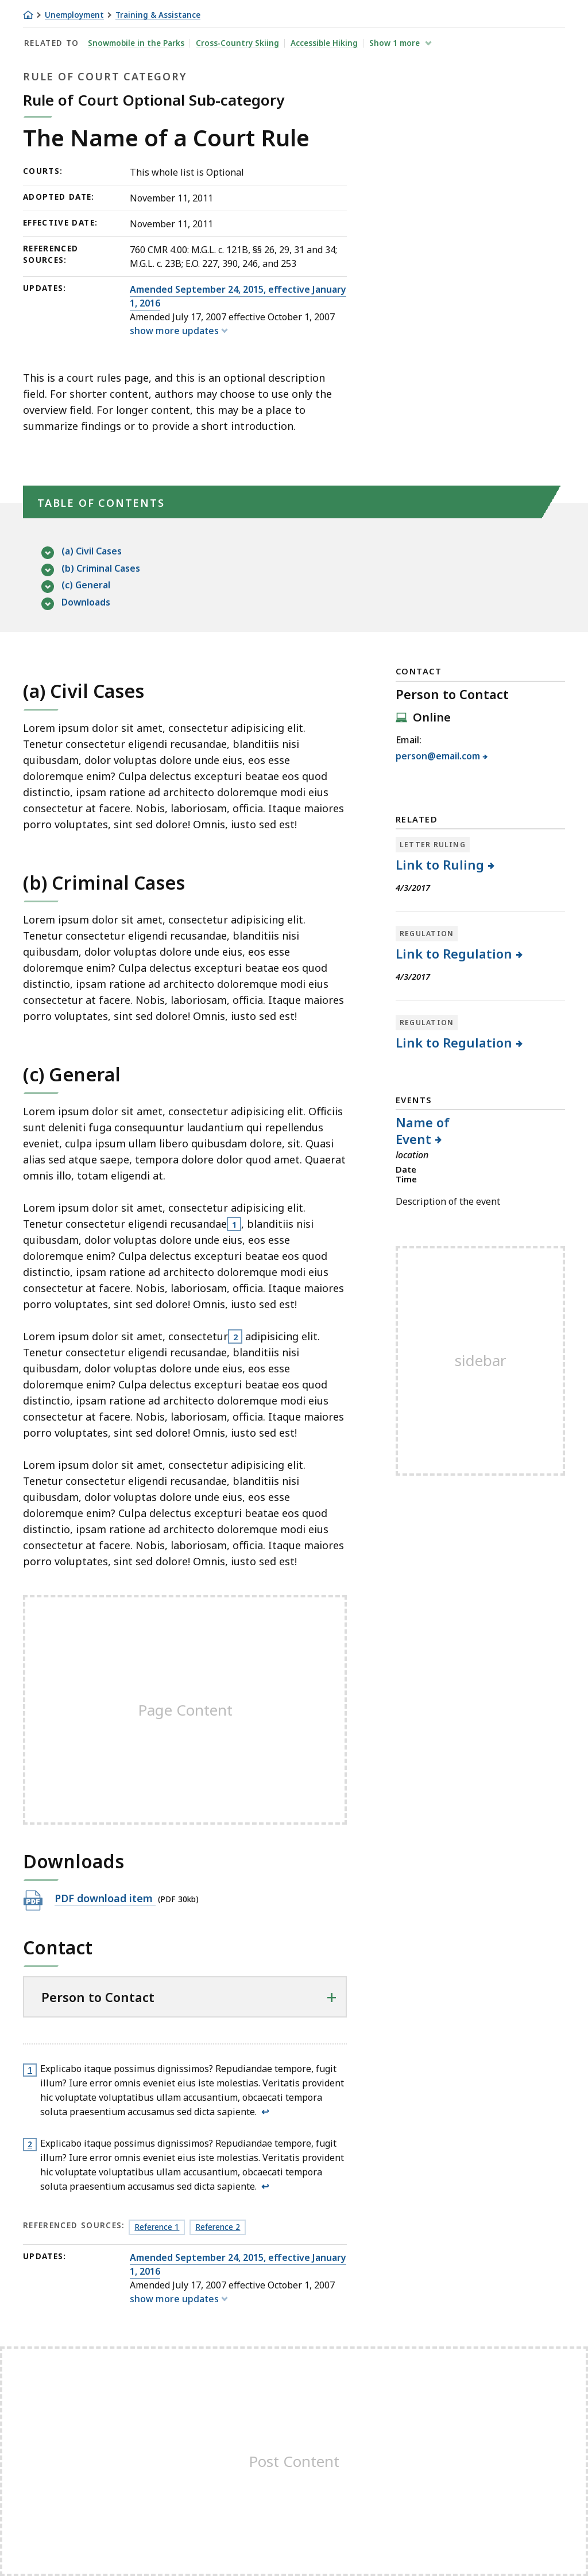 Unemployment Training & Assistance
RELATED TO Snowmobile in the Parks Cross-Country Skiing Accessible Hiking Show 1 more
RULE OF COURT CATEGORY
Rule of Court Optional Sub-category
The Name of a Court Rule
COURTS: This whole list is Optional
ADOPTED DATE: November 11, 2011
EFFECTIVE DATE: November 11, 2011
REFERENCED SOURCES: 760 CMR 4.00: M.G.L. c. 121B, §§ 26, 29, 31 and 34;
M.G.L. c. 23B; E.O. 227, 390, 246, and 253
UPDATES: Amended September 24, 2015, effective January
1, 2016
Amended July 17, 2007 effective October 1, 2007
show more updates
This is a court rules page, and this is an optional description
field. For shorter content, authors may choose to use only the
overview field. For longer content, this may be a place to
summarize findings or to provide a short introduction.
TABLE OF CONTENTS
(a) Civil Cases
(b) Criminal Cases
(c) General
Downloads
(a) Civil Cases
Lorem ipsum dolor sit amet, consectetur adipisicing elit.
Tenetur consectetur eligendi recusandae, blanditiis nisi
quibusdam, dolor voluptas dolore unde eius, eos esse
doloremque enim? Culpa delectus excepturi beatae eos quod
distinctio, ipsam ratione ad architecto doloremque modi eius
consectetur at facere. Nobis, laboriosam, officia. Itaque maiores
porro voluptates, sint sed dolore! Omnis, iusto sed est!
(b) Criminal Cases
Lorem ipsum dolor sit amet, consectetur adipisicing elit.
Tenetur consectetur eligendi recusandae, blanditiis nisi
quibusdam, dolor voluptas dolore unde eius, eos esse
doloremque enim? Culpa delectus excepturi beatae eos quod
distinctio, ipsam ratione ad architecto doloremque modi eius
consectetur at facere. Nobis, laboriosam, officia. Itaque maiores
porro voluptates, sint sed dolore! Omnis, iusto sed est!
(c) General
Lorem ipsum dolor sit amet, consectetur adipisicing elit. Officiis
sunt deleniti fuga consequuntur laudantium qui repellendus
eveniet, culpa ipsum ullam libero quibusdam dolore, sit. Quasi
alias sed atque saepe, tempora dolore dolor quod amet. Quaerat
omnis illo, totam eligendi at.
Lorem ipsum dolor sit amet, consectetur adipisicing elit.
Tenetur consectetur eligendi recusandae 1, blanditiis nisi
quibusdam, dolor voluptas dolore unde eius, eos esse
doloremque enim? Culpa delectus excepturi beatae eos quod
distinctio, ipsam ratione ad architecto doloremque modi eius
consectetur at facere. Nobis, laboriosam, officia. Itaque maiores
porro voluptates, sint sed dolore! Omnis, iusto sed est!
Lorem ipsum dolor sit amet, consectetur 2 adipisicing elit.
Tenetur consectetur eligendi recusandae, blanditiis nisi
quibusdam, dolor voluptas dolore unde eius, eos esse
doloremque enim? Culpa delectus excepturi beatae eos quod
distinctio, ipsam ratione ad architecto doloremque modi eius
consectetur at facere. Nobis, laboriosam, officia. Itaque maiores
porro voluptates, sint sed dolore! Omnis, iusto sed est!
Lorem ipsum dolor sit amet, consectetur adipisicing elit.
Tenetur consectetur eligendi recusandae, blanditiis nisi
quibusdam, dolor voluptas dolore unde eius, eos esse
doloremque enim? Culpa delectus excepturi beatae eos quod
distinctio, ipsam ratione ad architecto doloremque modi eius
consectetur at facere. Nobis, laboriosam, officia. Itaque maiores
porro voluptates, sint sed dolore! Omnis, iusto sed est!
Page Content
Downloads
PDF PDF download item (PDF 30kb)
Contact
Person to Contact
1 Explicabo itaque possimus dignissimos? Repudiandae tempore, fugit
illum? Iure error omnis eveniet eius iste molestias. Veritatis provident
hic voluptate voluptatibus ullam accusantium, obcaecati tempora
soluta praesentium accusamus sed dicta sapiente. ↩
2 Explicabo itaque possimus dignissimos? Repudiandae tempore, fugit
illum? Iure error omnis eveniet eius iste molestias. Veritatis provident
hic voluptate voluptatibus ullam accusantium, obcaecati tempora
soluta praesentium accusamus sed dicta sapiente. ↩
REFERENCED SOURCES: Reference 1 Reference 2
UPDATES: Amended September 24, 2015, effective January
1, 2016
Amended July 17, 2007 effective October 1, 2007
show more updates
CONTACT
Person to Contact
Online
Email:
person@email.com
RELATED
LETTER RULING
Link to Ruling
4/3/2017
REGULATION
Link to Regulation
4/3/2017
REGULATION
Link to Regulation
EVENTS
Name of
Event
location
Date
Time
Description of the event
sidebar
Post Content